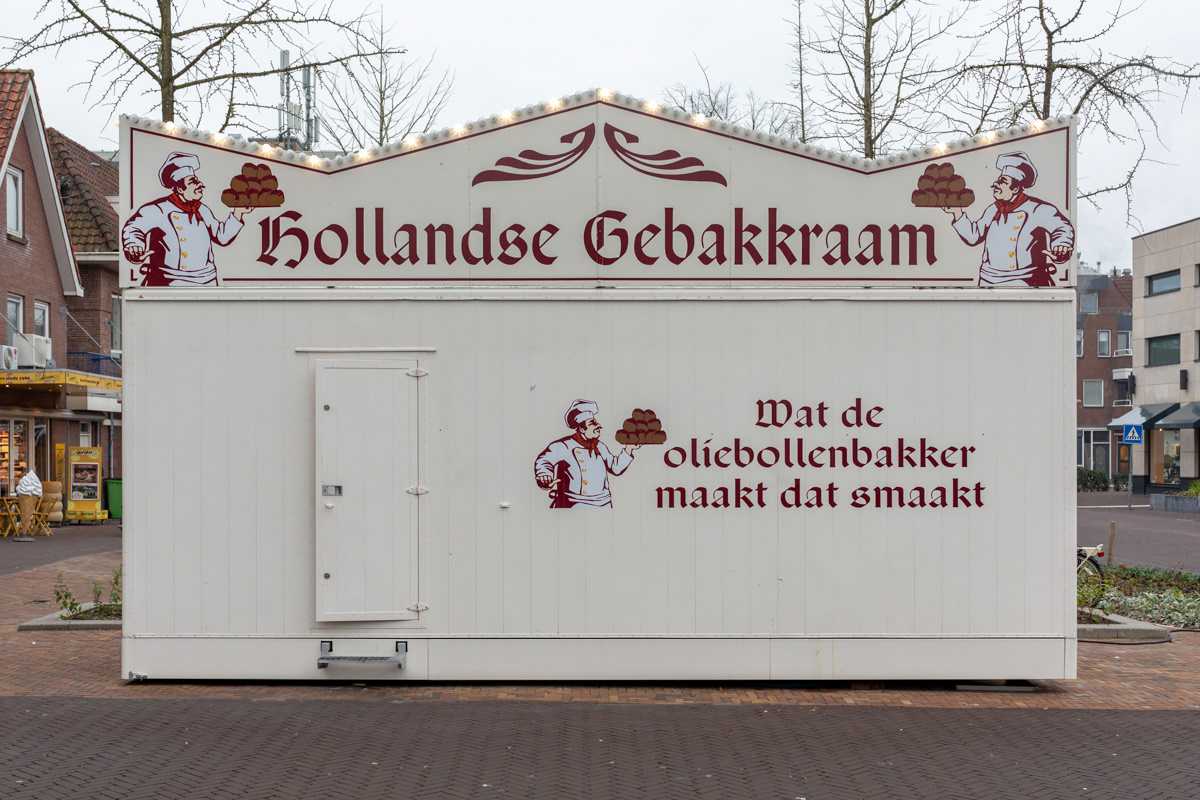 Hollandse Gebakkraam
Wat de
oliebollenbakker
maakt dat smaakt